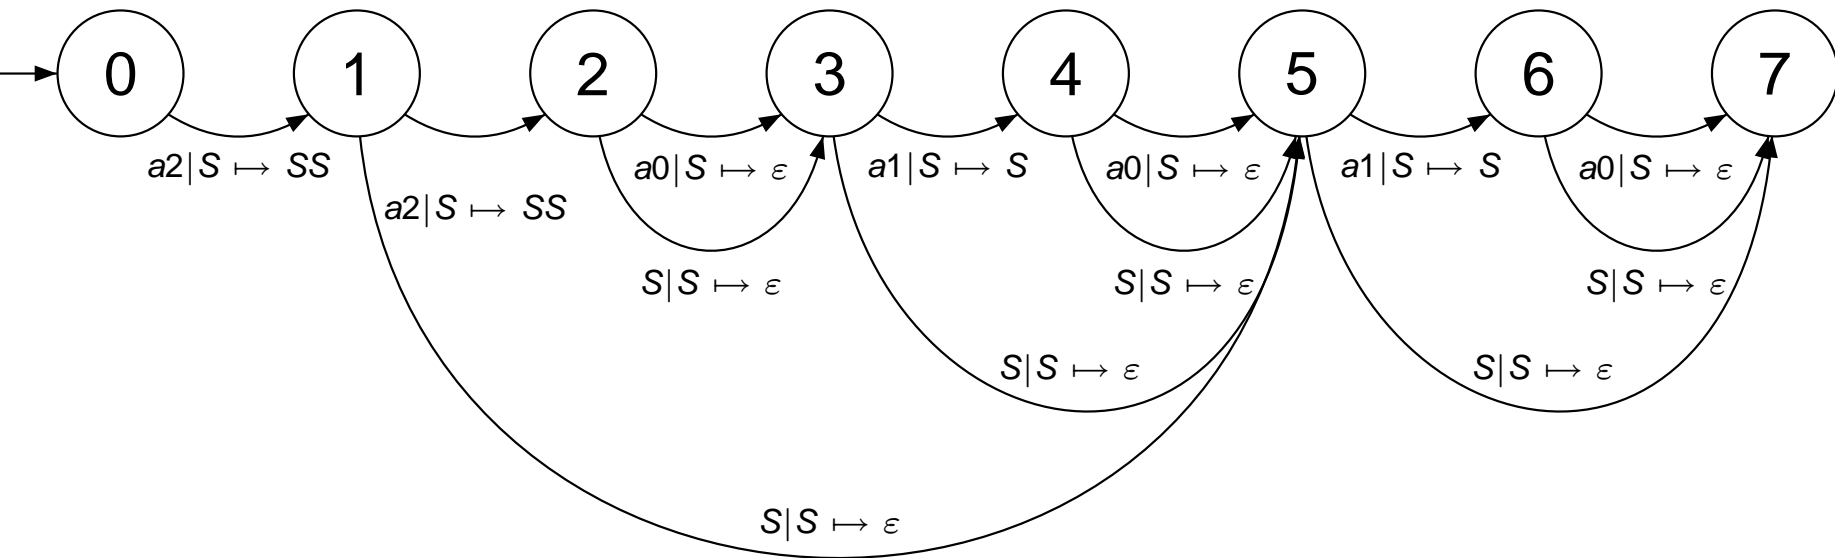 0 1 2 3 4 5 6 7
a2|S ↦ SS
a2|S ↦ SS
a0|S ↦ ε
a1|S ↦ S
a0|S ↦ ε
a1|S ↦ S
a0|S ↦ ε
S|S ↦ ε
S|S ↦ ε
S|S ↦ ε
S|S ↦ ε
S|S ↦ ε
S|S ↦ ε